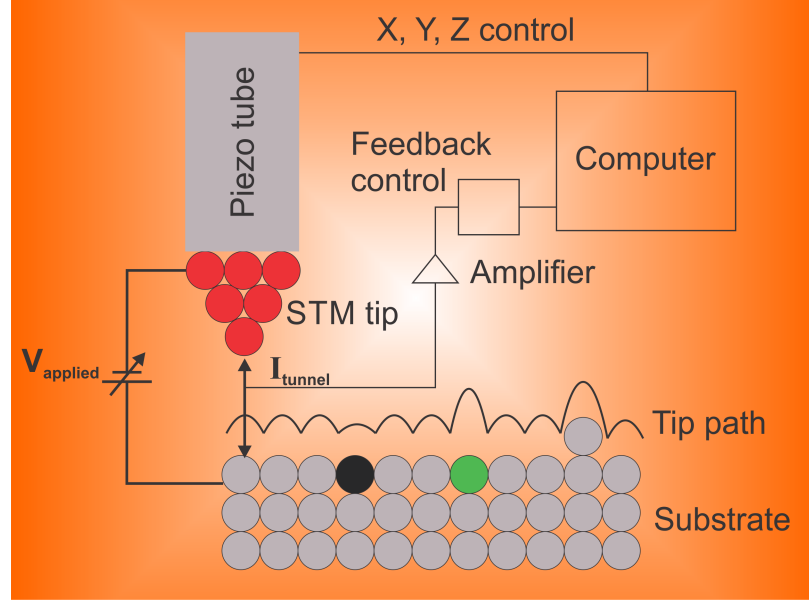 X, Y, Z control
Piezo tube
Feedback
control
Computer
Amplifier
STM tip
Vapplied
Itunnel
Tip path
Substrate